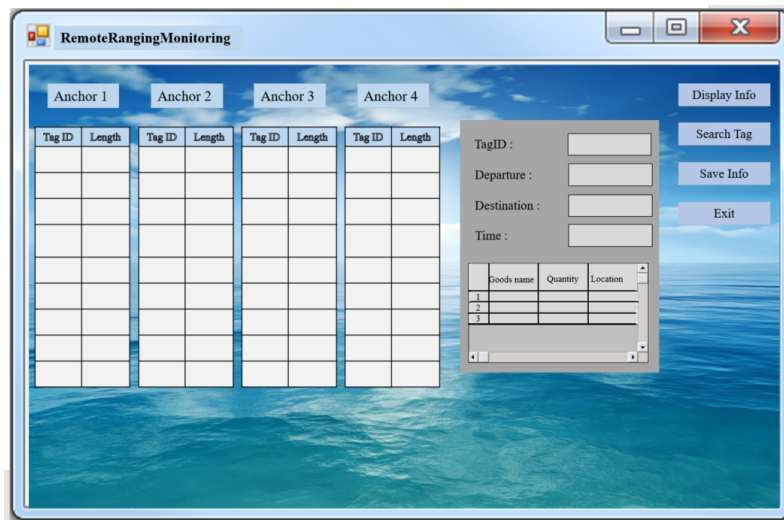 RemoteRangingMonitoring
Anchor 1 Anchor 2 Anchor 3 Anchor 4
Tag ID Length Tag ID Length Tag ID Length Tag ID Length
TagID :
Departure :
Destination :
Time :
Goods name Quantity Location
1
2
3
Display Info
Search Tag
Save Info
Exit